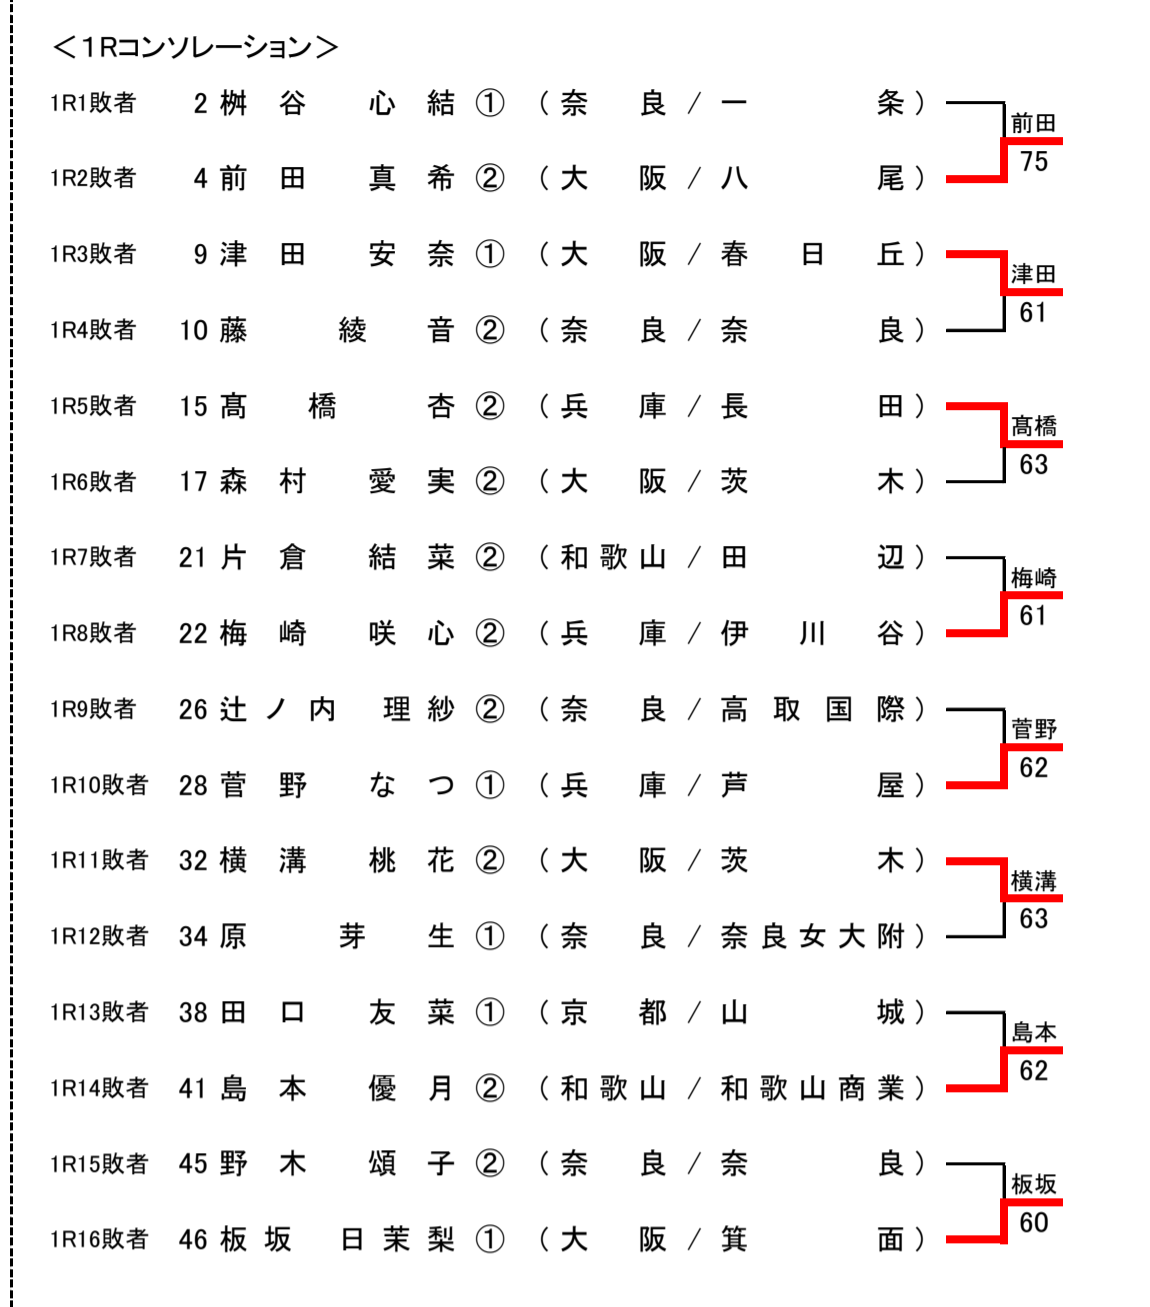 ＜1Rコンソレーション＞
1R1敗者 2 桝谷 心結 ① （奈良/一条）
前田
75
1R2敗者 4 前田 真希 ② （大阪/八尾）
1R3敗者 9 津田 安奈 ① （大阪/春日丘）
津田
61
1R4敗者 10 藤 綾音 ② （奈良/奈良）
1R5敗者 15 髙橋 杏 ② （兵庫/長田）
髙橋
63
1R6敗者 17 森村 愛実 ② （大阪/茨木）
1R7敗者 21 片倉 結菜 ② （和歌山/田辺）
梅崎
61
1R8敗者 22 梅崎 咲心 ② （兵庫/伊川谷）
1R9敗者 26 辻ノ内 理紗 ② （奈良/高取国際）
菅野
62
1R10敗者 28 菅野 なつ ① （兵庫/芦屋）
1R11敗者 32 横溝 桃花 ② （大阪/茨木）
横溝
63
1R12敗者 34 原 芽生 ① （奈良/奈良女大附）
1R13敗者 38 田口 友菜 ① （京都/山城）
島本
62
1R14敗者 41 島本 優月 ② （和歌山/和歌山商業）
1R15敗者 45 野木 頌子 ② （奈良/奈良）
板坂
60
1R16敗者 46 板坂 日茉梨 ① （大阪/箕面）